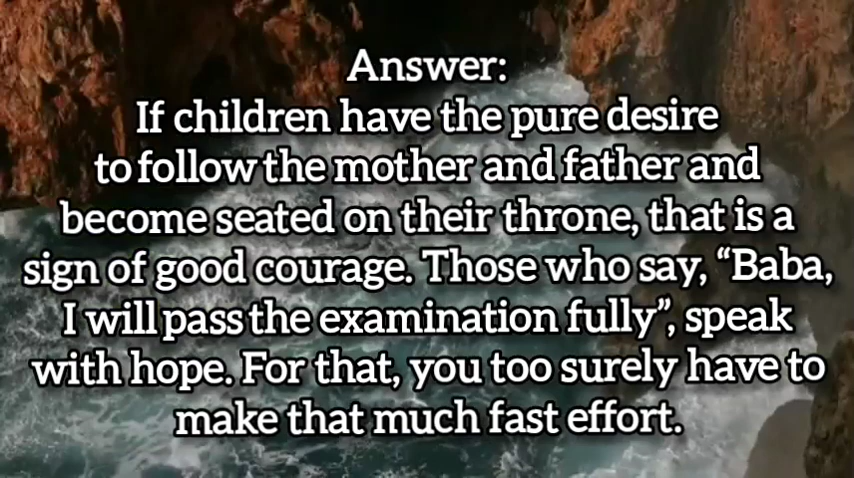 Answer:
If children have the pure desire
to follow the mother and father and
become seated on their throne, that is a
sign of good courage. Those who say, “Baba,
I will pass the examination fully”, speak
with hope. For that, you too surely have to
make that much fast effort.